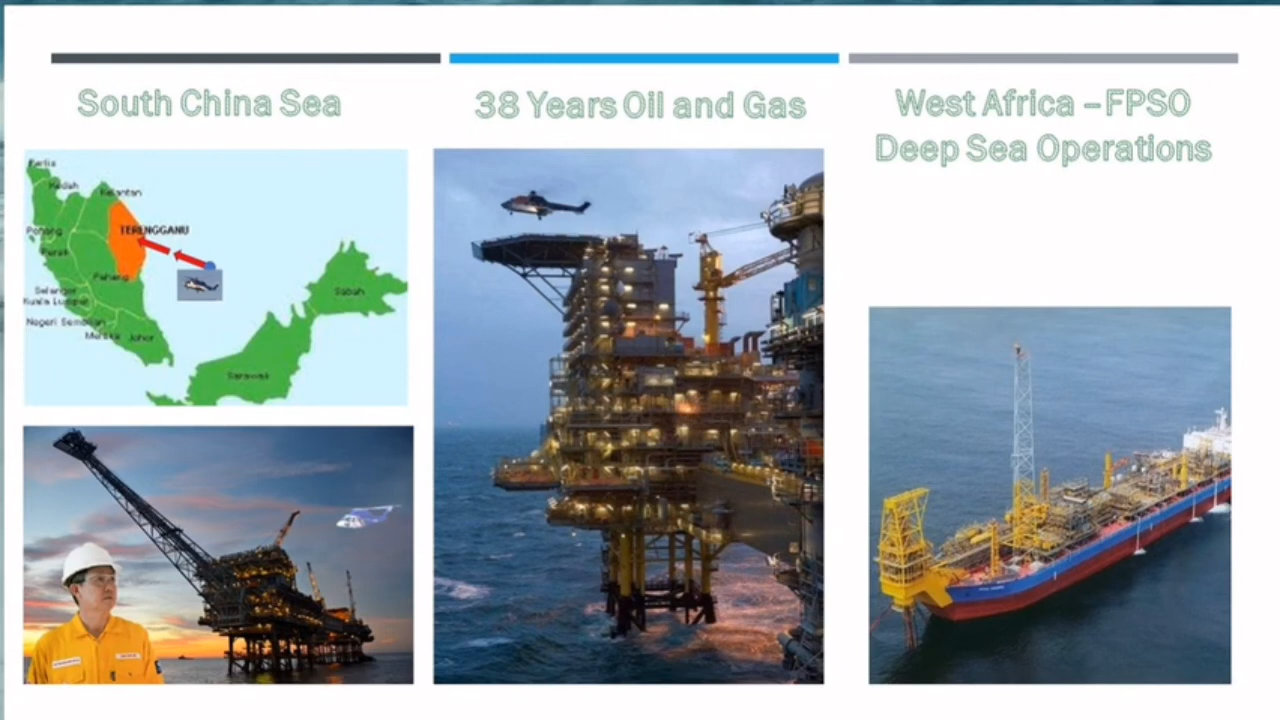 South China Sea
38 Years Oil and Gas
West Africa – FPSO
Deep Sea Operations
Perlis
Kedah
Kelantan
TERENGGANU
Penang
Perak
Pahang
Selangor
Kuala Lumpur
Negeri Sembilan
Melaka
Johor
Sabah
Sarawak